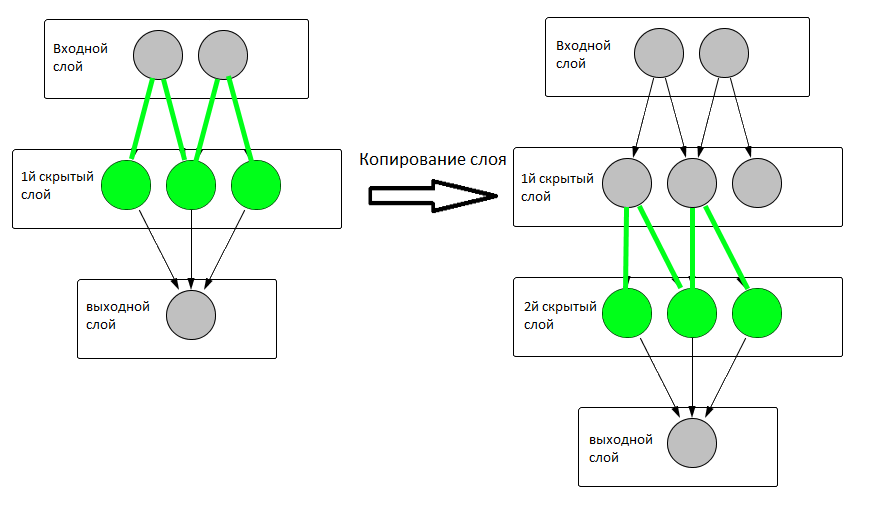 Входной
слой
1й скрытый
слой
выходной
слой
Копирование слоя
Входной
слой
1й скрытый
слой
2й скрытый
слой
выходной
слой